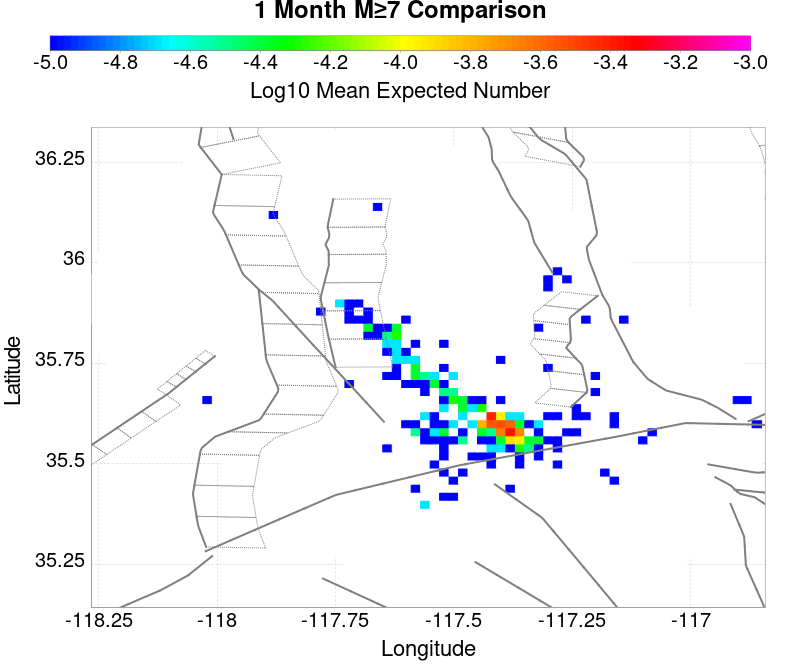 1 Month M≥7 Comparison
-5.0 -4.8 -4.6 -4.4 -4.2 -4.0 -3.8 -3.6 -3.4 -3.2 -3.0
Log10 Mean Expected Number
36.25
36
35.75
35.5
35.25
Latitude
-118.25 -118 -117.75 -117.5 -117.25 -117
Longitude